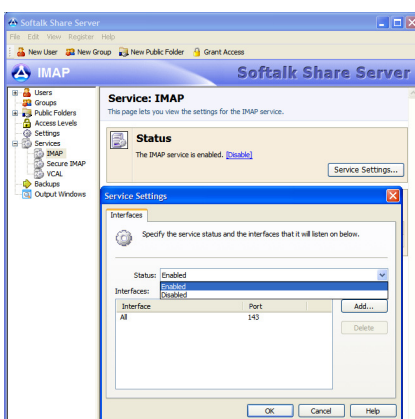 Softalk Share Server
File Edit View Register Help
New User New Group New Public Folder Grant Access
IMAP Softalk Share Server
Users
Groups
Public Folders
Access Levels
Settings
Services
IMAP
Secure IMAP
VCAL
Backups
Output Windows
Service: IMAP
This page lets you view the settings for the IMAP service.
Status
The IMAP service is enabled. [Disable]
Service Settings...
Service Settings
Interfaces
Specify the service status and the interfaces that it will listen on below.
Status: Enabled
Enabled
Disabled
Interfaces:
Interface Port
All 143
Add...
Delete
OK Cancel Help